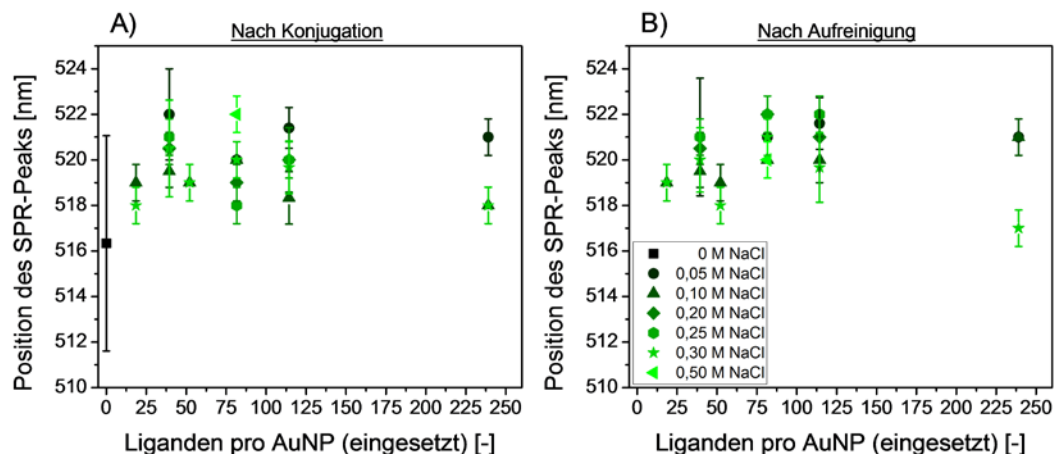 A)
Nach Konjugation
Position des SPR-Peaks [nm]
524
522
520
518
516
514
512
510
0 25 50 75 100 125 150 175 200 225 250
Liganden pro AuNP (eingesetzt) [-]
B)
Nach Aufreinigung
Position des SPR-Peaks [nm]
524
522
520
518
516
514
512
510
0 M NaCl
0,05 M NaCl
0,10 M NaCl
0,20 M NaCl
0,25 M NaCl
0,30 M NaCl
0,50 M NaCl
0 25 50 75 100 125 150 175 200 225 250
Liganden pro AuNP (eingesetzt) [-]